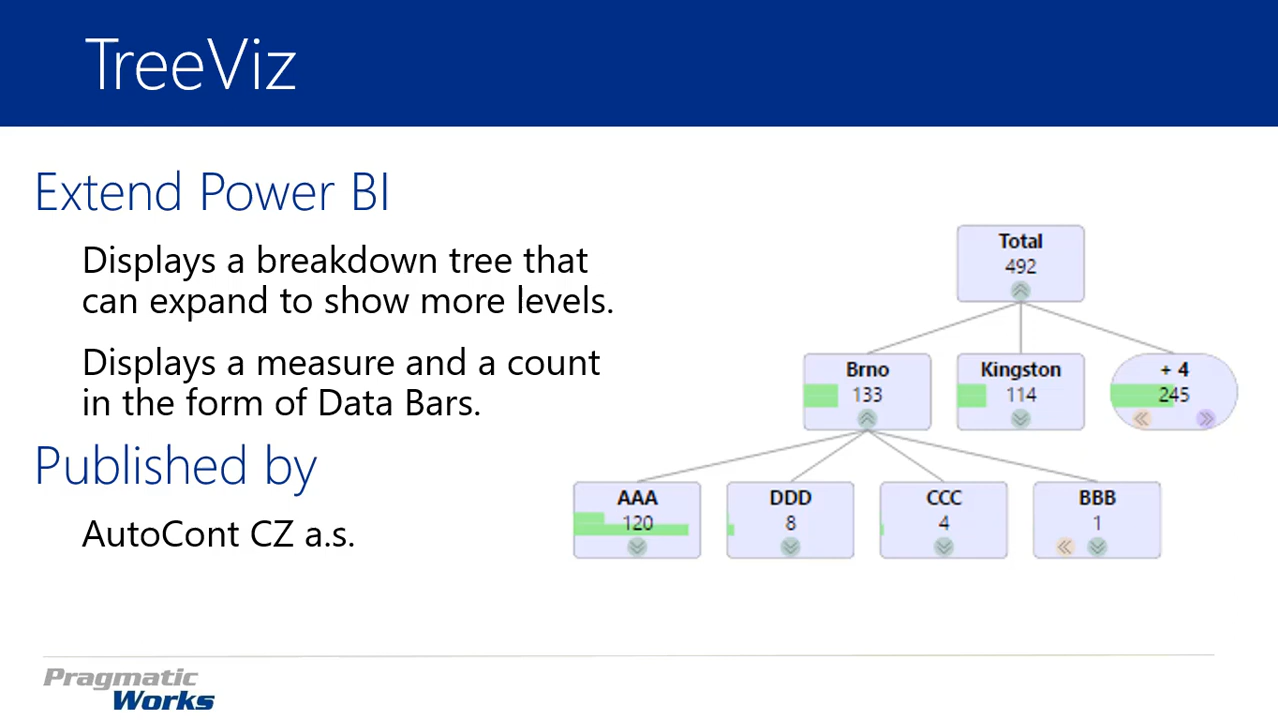 TreeViz
Extend Power BI
Displays a breakdown tree that
can expand to show more levels.
Displays a measure and a count
in the form of Data Bars.
Published by
AutoCont CZ a.s.
Total
492
Brno
133
Kingston
114
+ 4
245
AAA
120
DDD
8
CCC
4
BBB
1
Pragmatic
Works